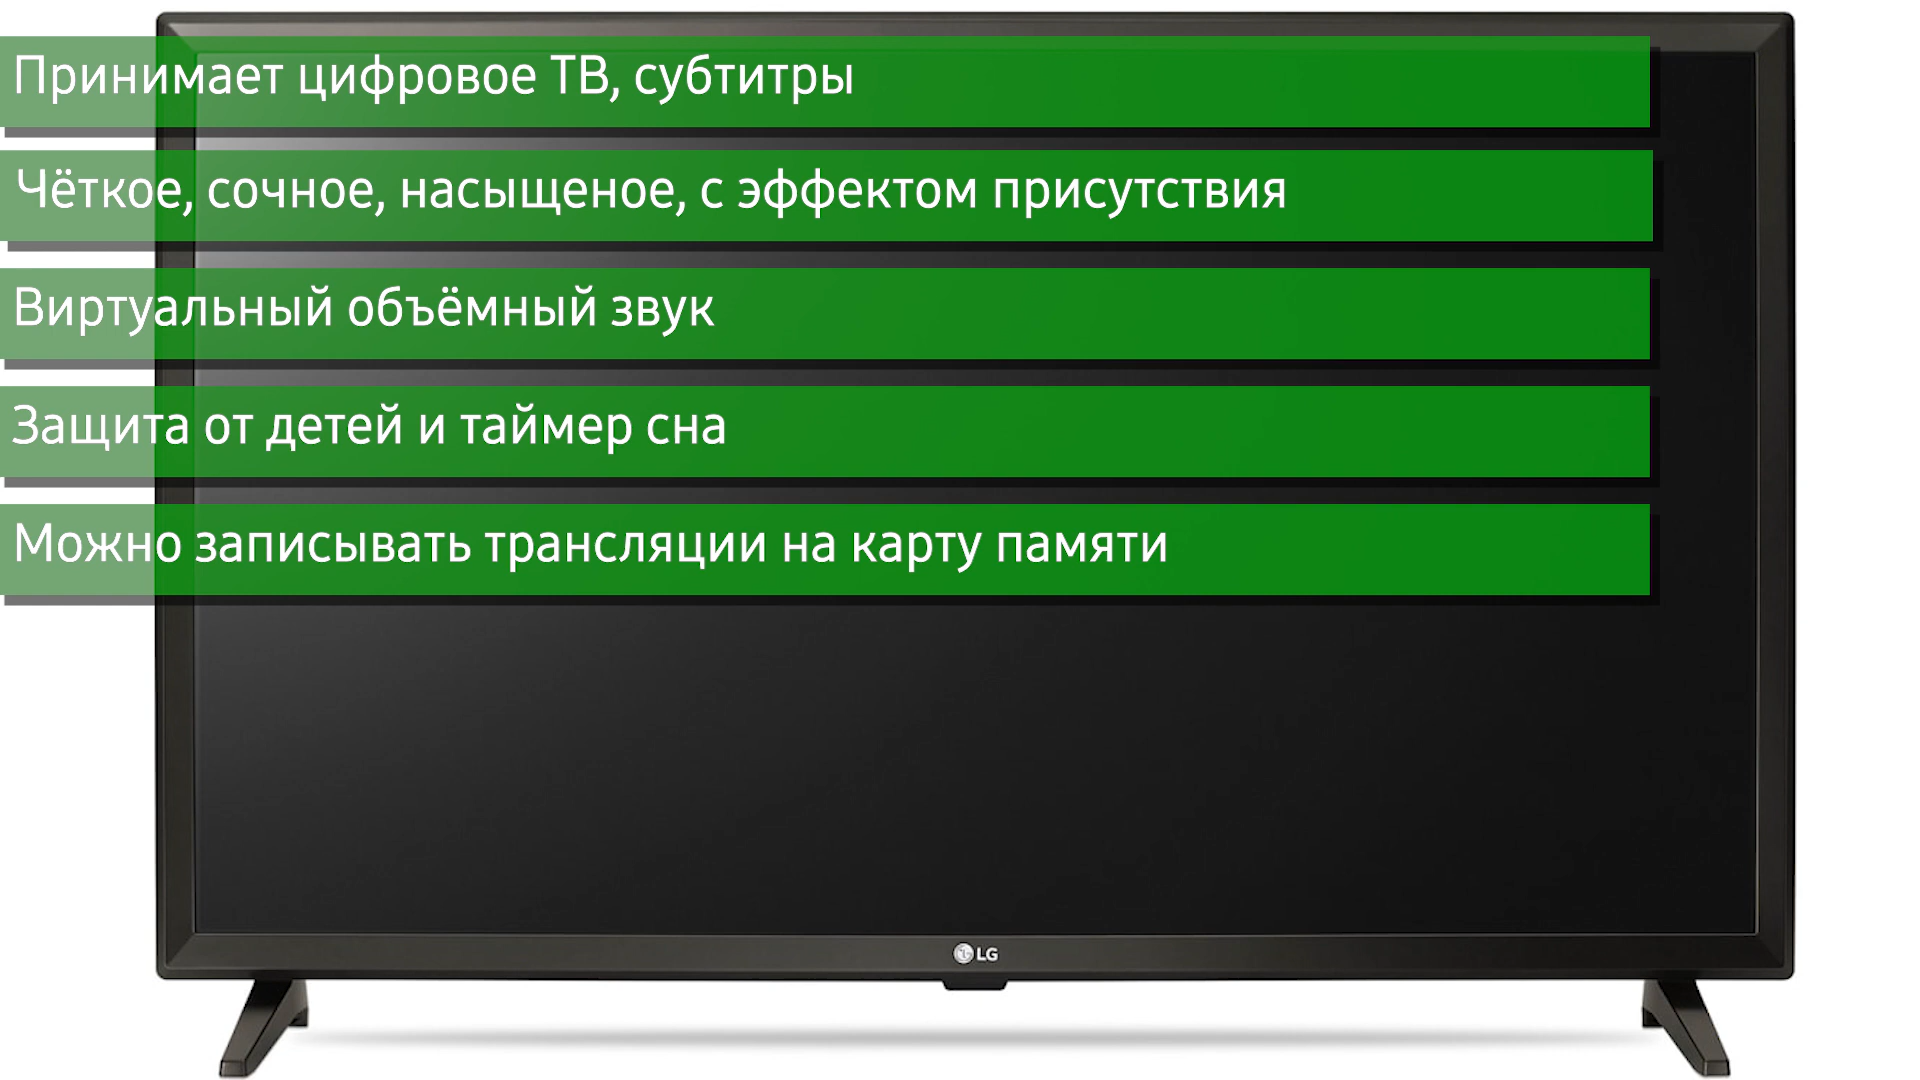 Принимает цифровое ТВ, субтитры
Чёткое, сочное, насыщеное, с эффектом присутствия
Виртуальный объёмный звук
Защита от детей и таймер сна
Можно записывать трансляции на карту памяти
LG